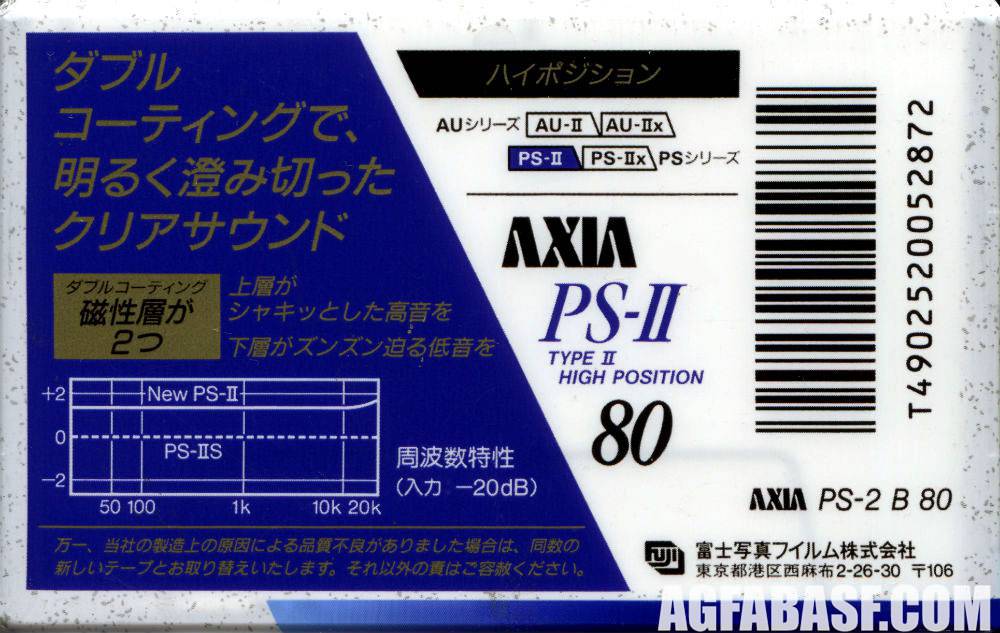 ダブル
コーティングで、
明るく澄み切った
クリアサウンド
ダブルコーティング
磁性層が
2つ
上層が
シャキッとした高音を
下層がズンズン迫る低音を
+2
0
−2
New PS-II
PS-IIS
50 100 1k 10k 20k
周波数特性
(入力 −20dB)
万一、当社の製造上の原因による品質不良がありました場合は、同数の
新しいテープとお取り替えいたします。それ以外の責はご容赦ください。
ハイポジション
AUシリーズ AU-II AU-IIx
PS-II PS-IIx PSシリーズ
AXIA
PS-II
TYPE II
HIGH POSITION
80
T4902520052872
AXIA PS-2 B 80
FUJI 富士写真フイルム株式会社
東京都港区西麻布2-26-30 〒106
AGFABASF.COM